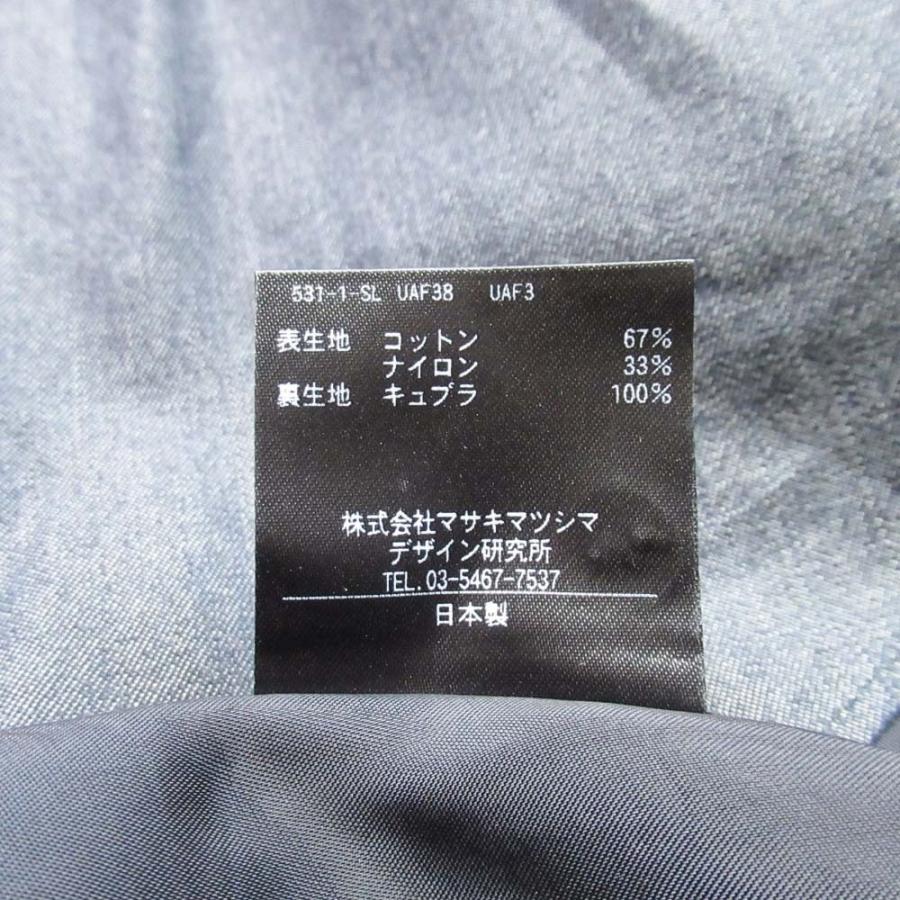 531-1-SL UAF38 UAF3
表生地 コットン 67%
ナイロン 33%
裏生地 キュプラ 100%
株式会社マサキマツシマ
デザイン研究所
TEL.03-5467-7537
日本製